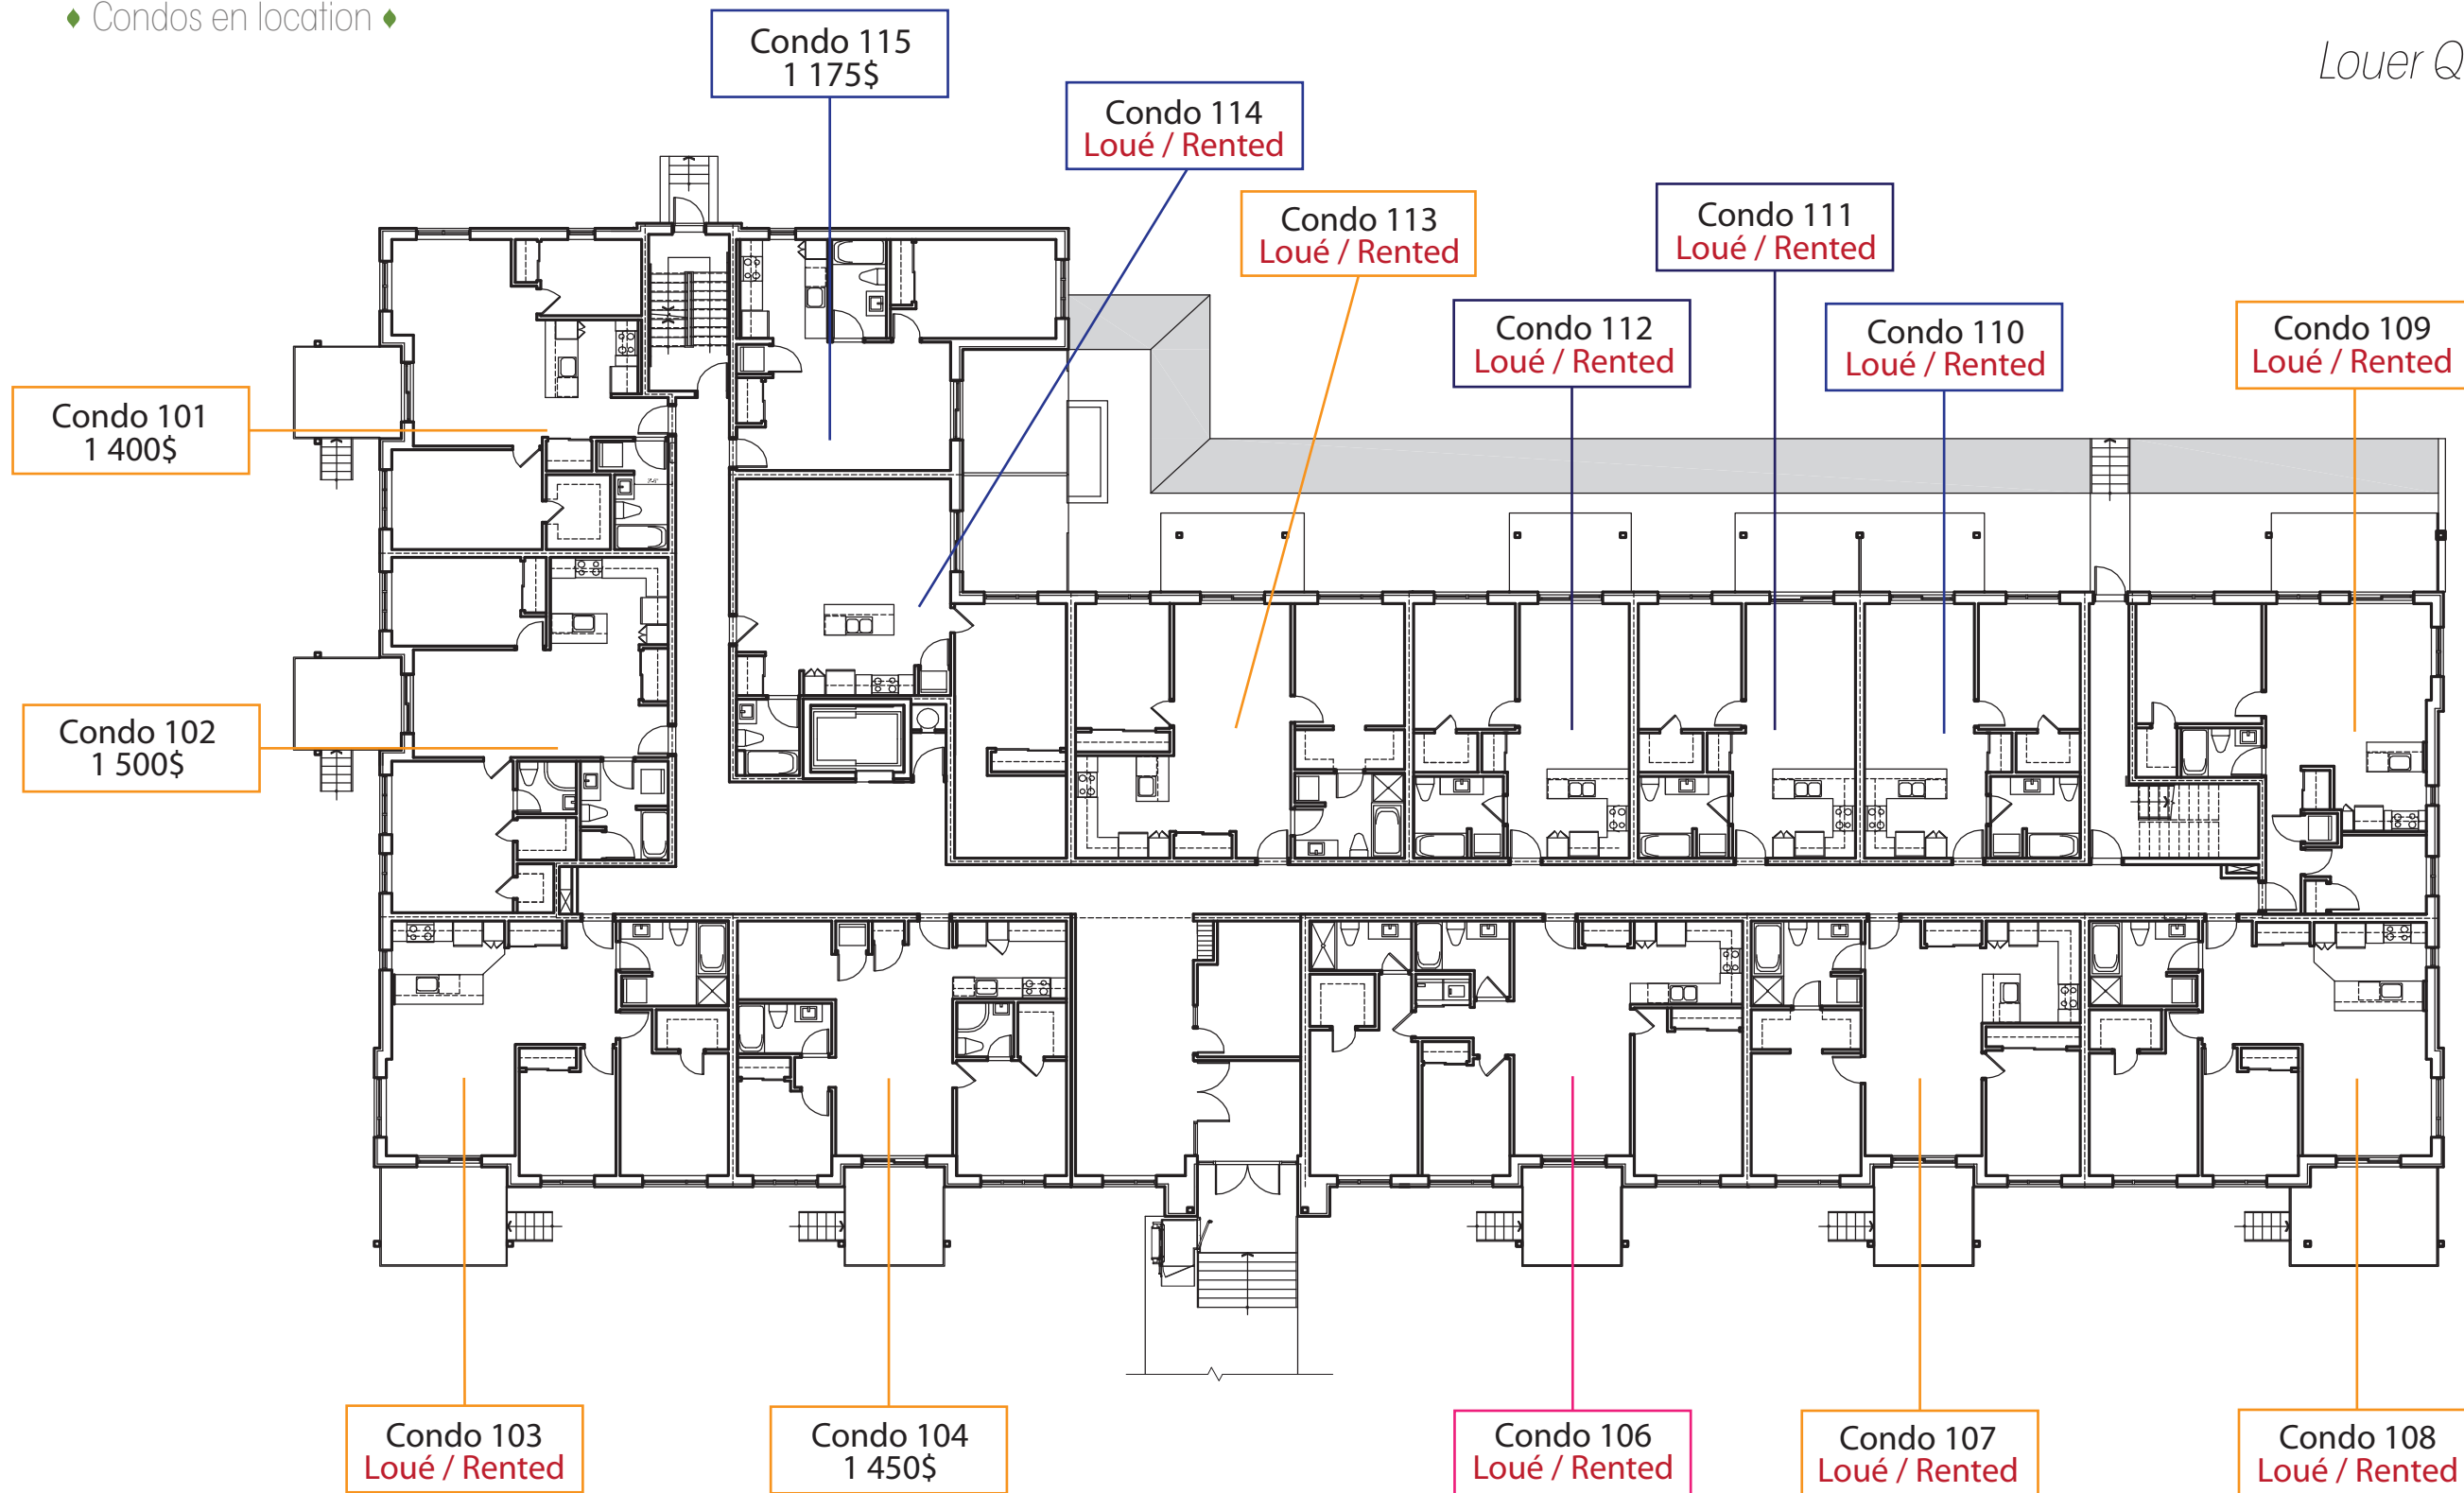 Condos en location
Louer Q
Condo 115
1 175$
Condo 114
Loué / Rented
Condo 113
Loué / Rented
Condo 111
Loué / Rented
Condo 112
Loué / Rented
Condo 110
Loué / Rented
Condo 109
Loué / Rented
Condo 101
1 400$
Condo 102
1 500$
Condo 103
Loué / Rented
Condo 104
1 450$
Condo 106
Loué / Rented
Condo 107
Loué / Rented
Condo 108
Loué / Rented